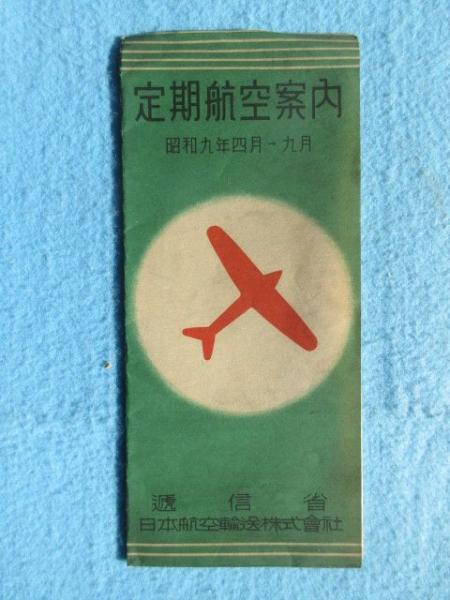 定期航空案內
昭和九年四月－九月
遞信省
日本航空輸送株式會社